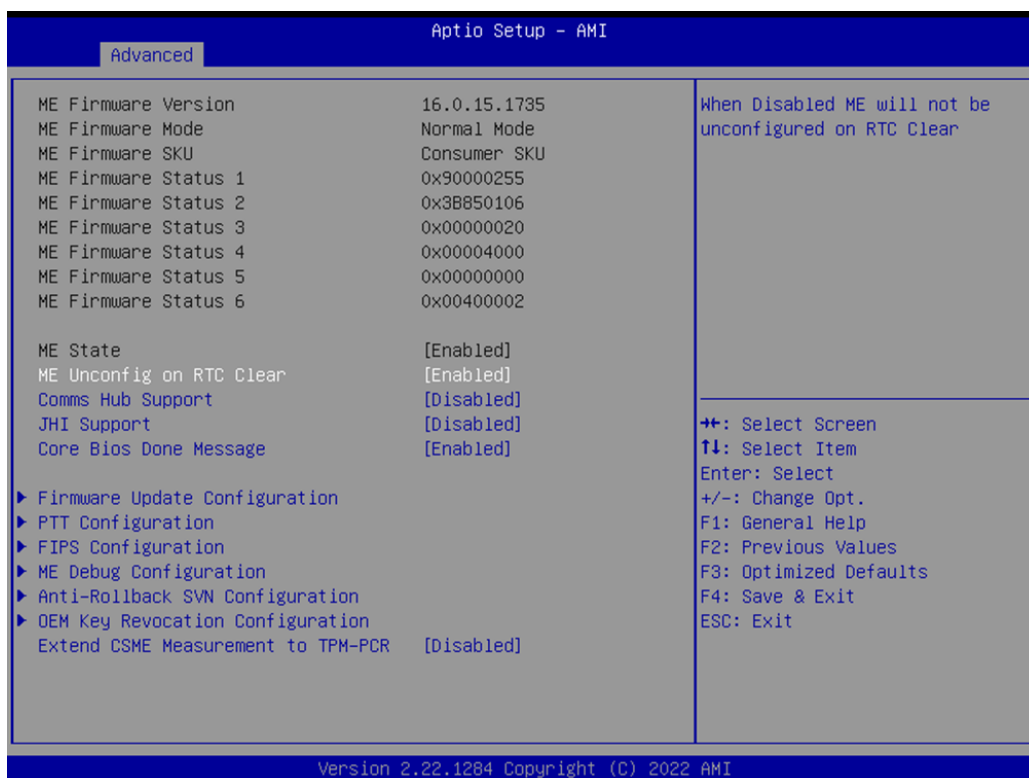 Aptio Setup - AMI
Advanced
ME Firmware Version 16.0.15.1735
ME Firmware Mode Normal Mode
ME Firmware SKU Consumer SKU
ME Firmware Status 1 0x90000255
ME Firmware Status 2 0x3B850106
ME Firmware Status 3 0x00000020
ME Firmware Status 4 0x00004000
ME Firmware Status 5 0x00000000
ME Firmware Status 6 0x00400002
ME State [Enabled]
ME Unconfig on RTC Clear [Enabled]
Comms Hub Support [Disabled]
JHI Support [Disabled]
Core Bios Done Message [Enabled]
Firmware Update Configuration
PTT Configuration
FIPS Configuration
ME Debug Configuration
Anti-Rollback SVN Configuration
OEM Key Revocation Configuration
Extend CSME Measurement to TPM-PCR [Disabled]
When Disabled ME will not be
unconfigured on RTC Clear
→←: Select Screen
↑↓: Select Item
Enter: Select
+/-: Change Opt.
F1: General Help
F2: Previous Values
F3: Optimized Defaults
F4: Save & Exit
ESC: Exit
Version 2.22.1284 Copyright (C) 2022 AMI